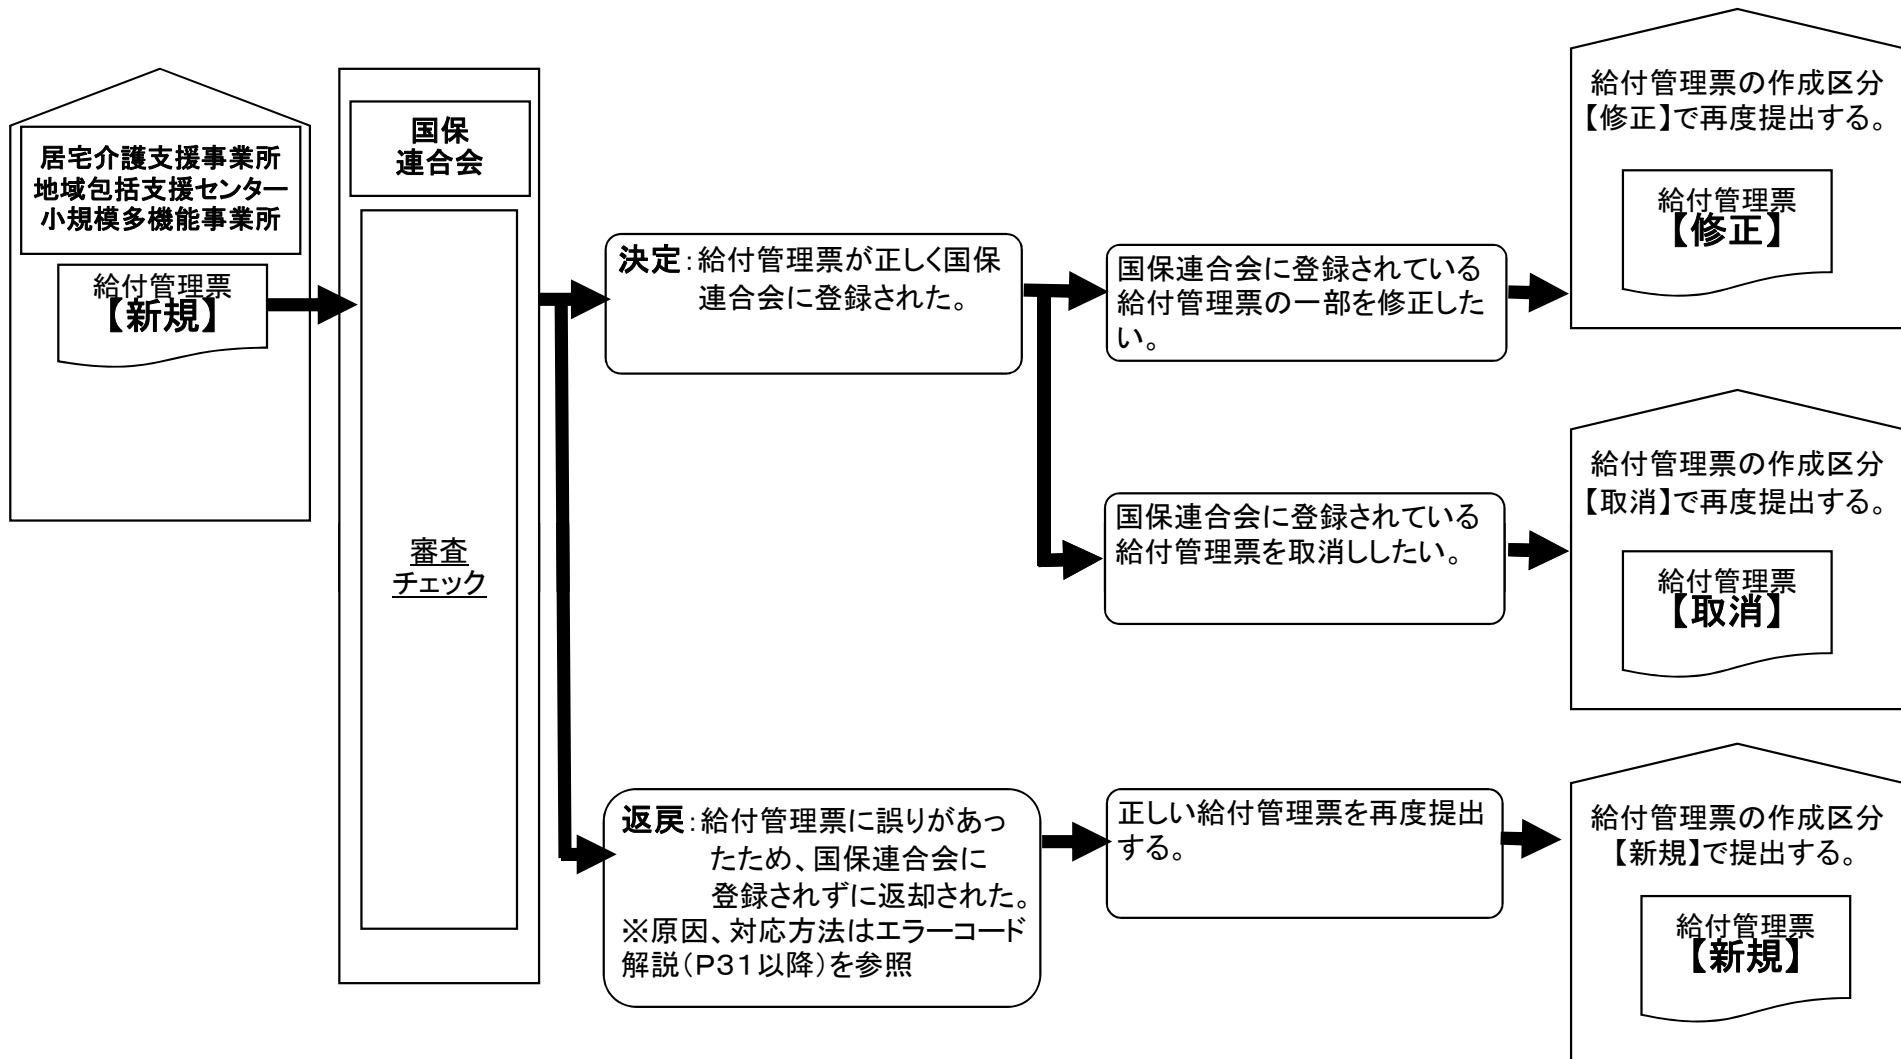 居宅介護支援事業所
地域包括支援センター
小規模多機能事業所
給付管理票
【新規】
国保
連合会
審査
チェック
決定：給付管理票が正しく国保
連合会に登録された。
国保連合会に登録されている
給付管理票の一部を修正した
い。
給付管理票の作成区分
【修正】で再度提出する。
給付管理票
【修正】
国保連合会に登録されている
給付管理票を取消ししたい。
給付管理票の作成区分
【取消】で再度提出する。
給付管理票
【取消】
返戻：給付管理票に誤りがあっ
たため、国保連合会に
登録されずに返却された。
※原因、対応方法はエラーコード
解説（Ｐ３１以降）を参照
正しい給付管理票を再度提出
する。
給付管理票の作成区分
【新規】で提出する。
給付管理票
【新規】